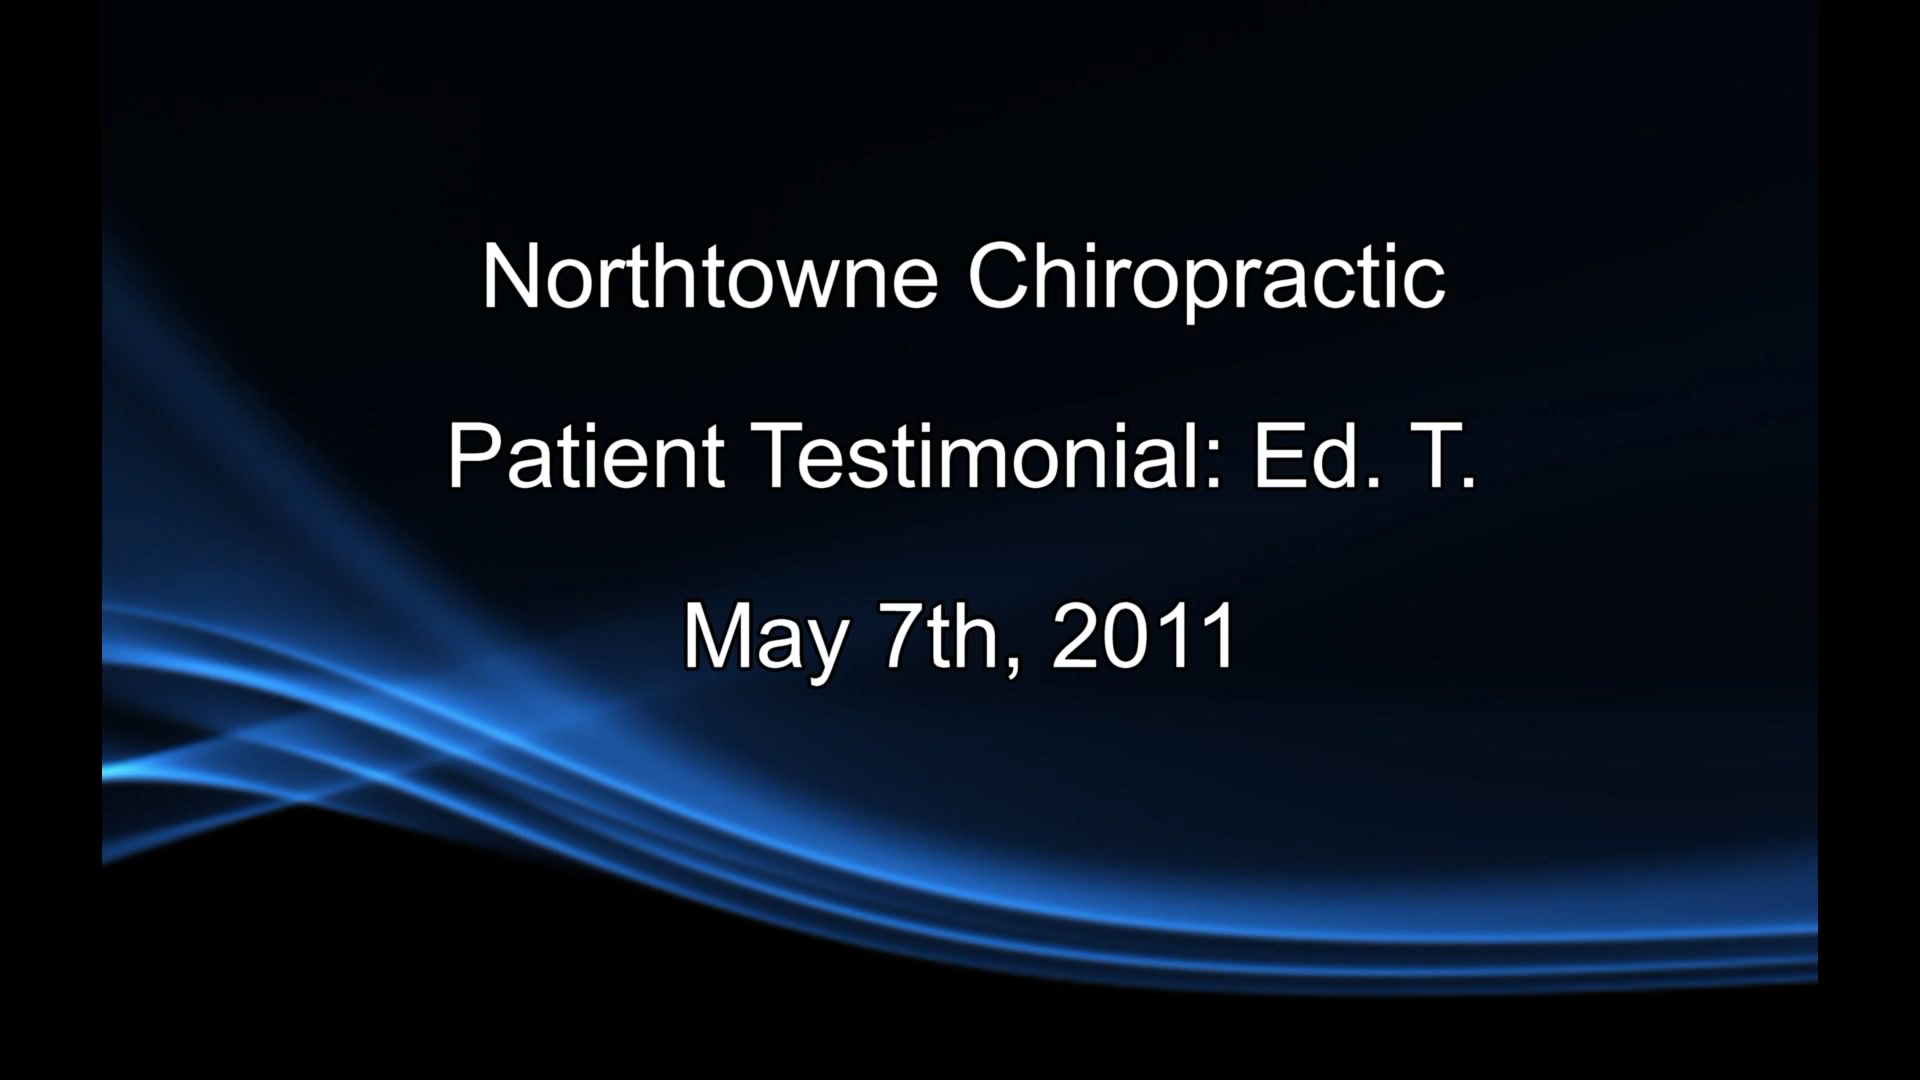 Northtowne Chiropractic
Patient Testimonial: Ed. T.
May 7th, 2011